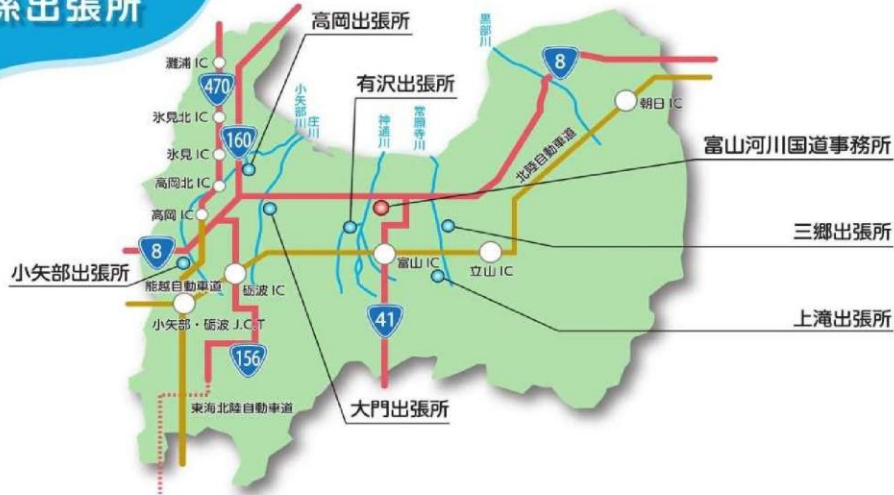 係出張所
高岡出張所
有沢出張所
富山河川国道事務所
三郷出張所
上滝出張所
大門出張所
小矢部出張所
灘浦 IC
470
氷見北 IC
160
氷見 IC
高岡北 IC
高岡 IC
8
小矢部川
庄川
神通川
常願寺川
黒部川
8
朝日 IC
北陸自動車道
能越自動車道
砺波 IC
小矢部・砺波 J.C.T
156
東海北陸自動車道
富山 IC
立山 IC
41